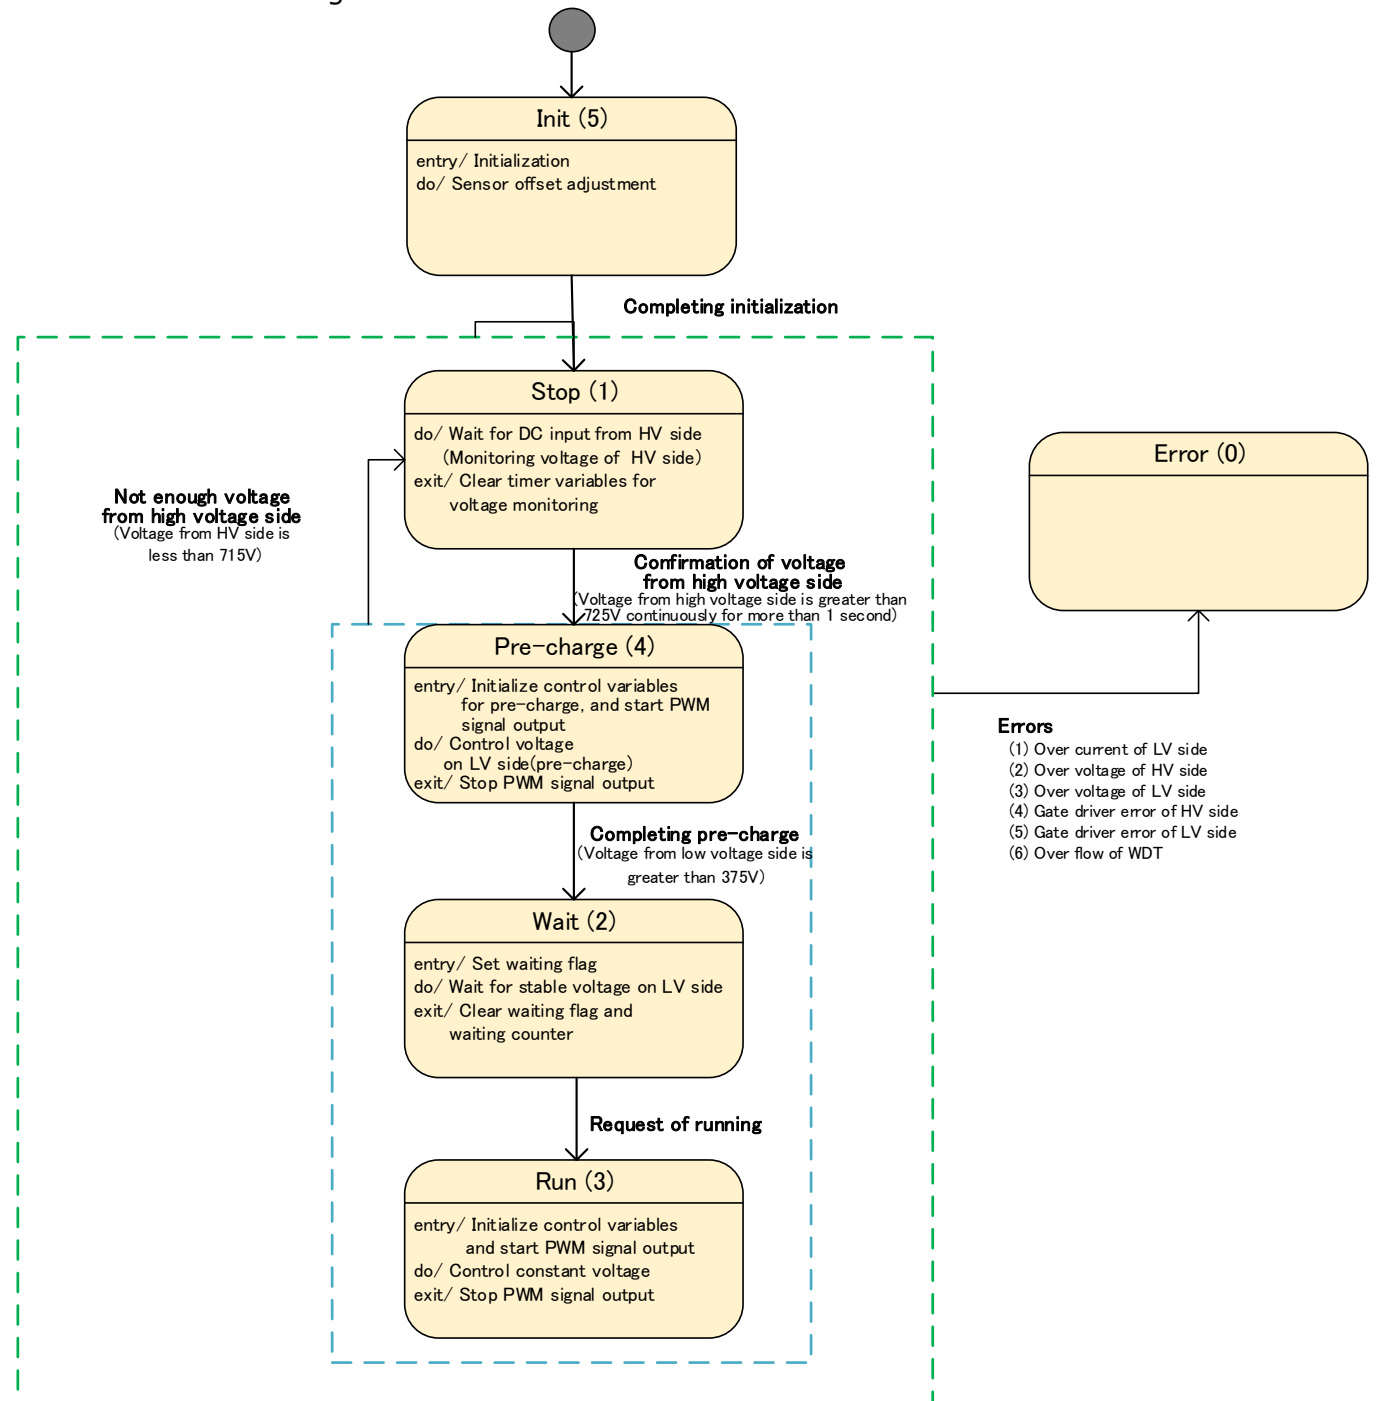 Init (5)
entry/ Initialization
do/ Sensor offset adjustment
Completing initialization
Stop (1)
do/ Wait for DC input from HV side
(Monitoring voltage of HV side)
exit/ Clear timer variables for
voltage monitoring
Not enough voltage
from high voltage side
(Voltage from HV side is
less than 715V)
Confirmation of voltage
from high voltage side
(Voltage from high voltage side is greater than
725V continuously for more than 1 second)
Error (0)
Pre-charge (4)
entry/ Initialize control variables
for pre-charge, and start PWM
signal output
do/ Control voltage
on LV side(pre-charge)
exit/ Stop PWM signal output
Errors
(1) Over current of LV side
(2) Over voltage of HV side
(3) Over voltage of LV side
(4) Gate driver error of HV side
(5) Gate driver error of LV side
(6) Over flow of WDT
Completing pre-charge
(Voltage from low voltage side is
greater than 375V)
Wait (2)
entry/ Set waiting flag
do/ Wait for stable voltage on LV side
exit/ Clear waiting flag and
waiting counter
Request of running
Run (3)
entry/ Initialize control variables
and start PWM signal output
do/ Control constant voltage
exit/ Stop PWM signal output